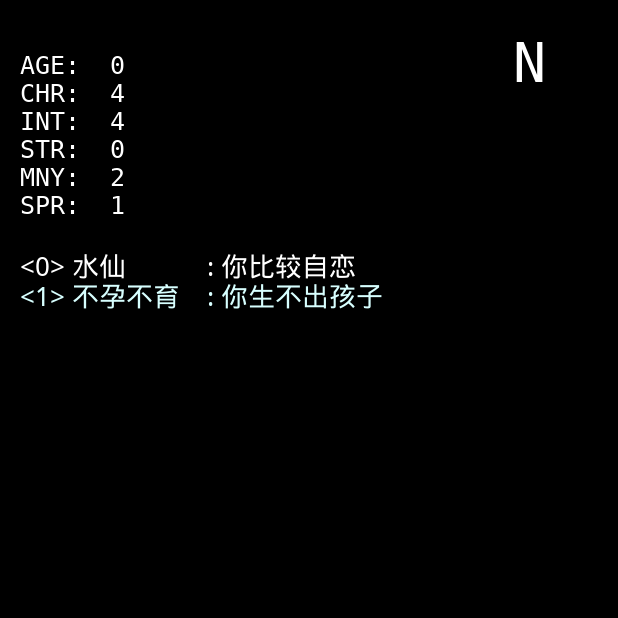 N
AGE: 0
CHR: 4
INT: 4
STR: 0
MNY: 2
SPR: 1
<0> 水仙 : 你比较自恋
<1> 不孕不育 : 你生不出孩子